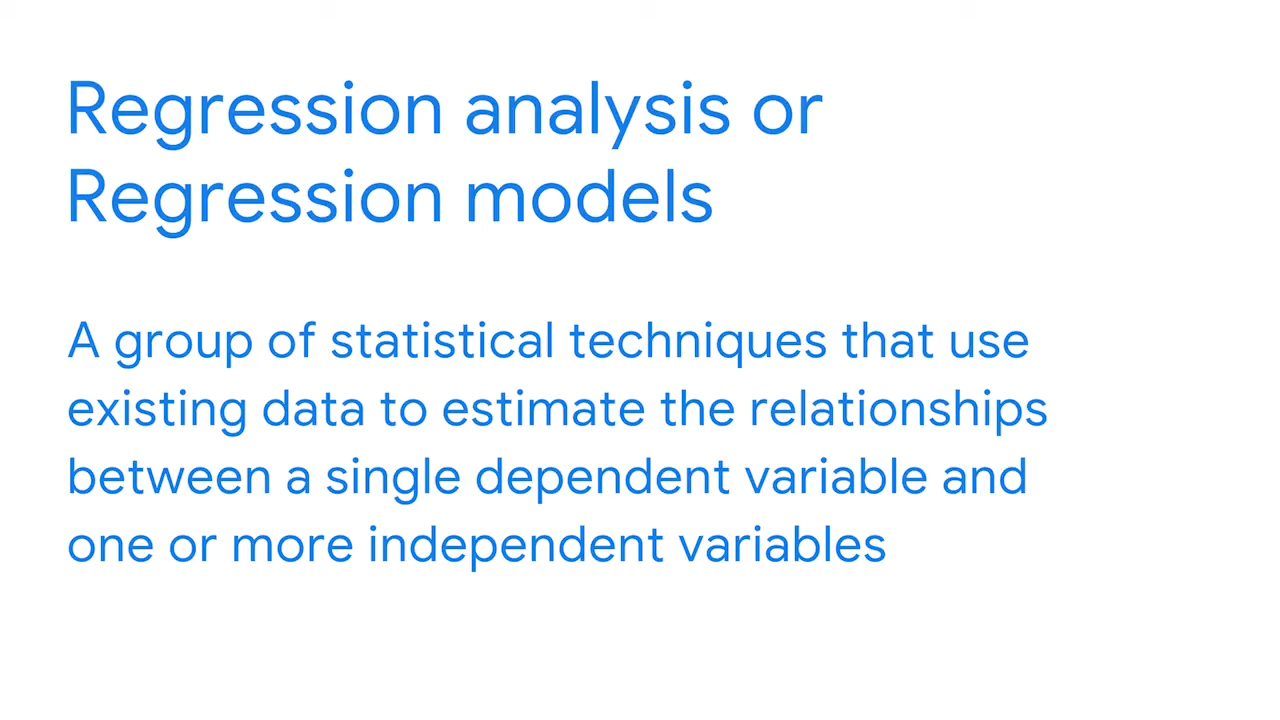 Regression analysis or
Regression models
A group of statistical techniques that use
existing data to estimate the relationships
between a single dependent variable and
one or more independent variables